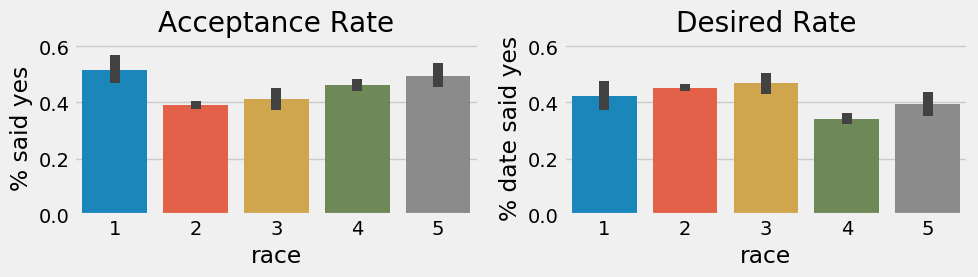 Acceptance Rate
% said yes
0.6
0.4
0.2
0.0
1 2 3 4 5
race
Desired Rate
% date said yes
0.6
0.4
0.2
0.0
1 2 3 4 5
race